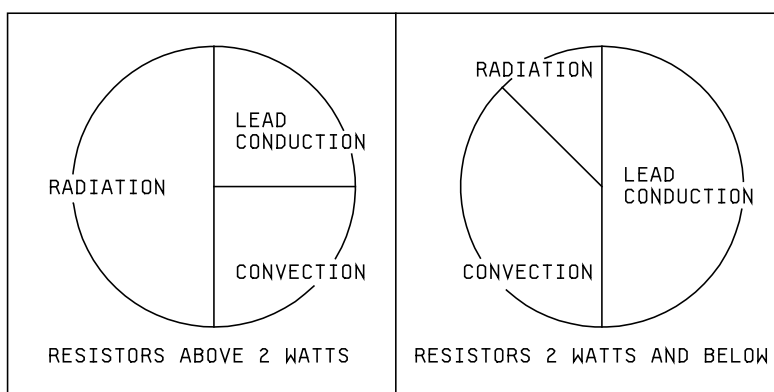 RADIATION
LEAD
CONDUCTION
CONVECTION
RESISTORS ABOVE 2 WATTS
RADIATION
LEAD
CONDUCTION
CONVECTION
RESISTORS 2 WATTS AND BELOW